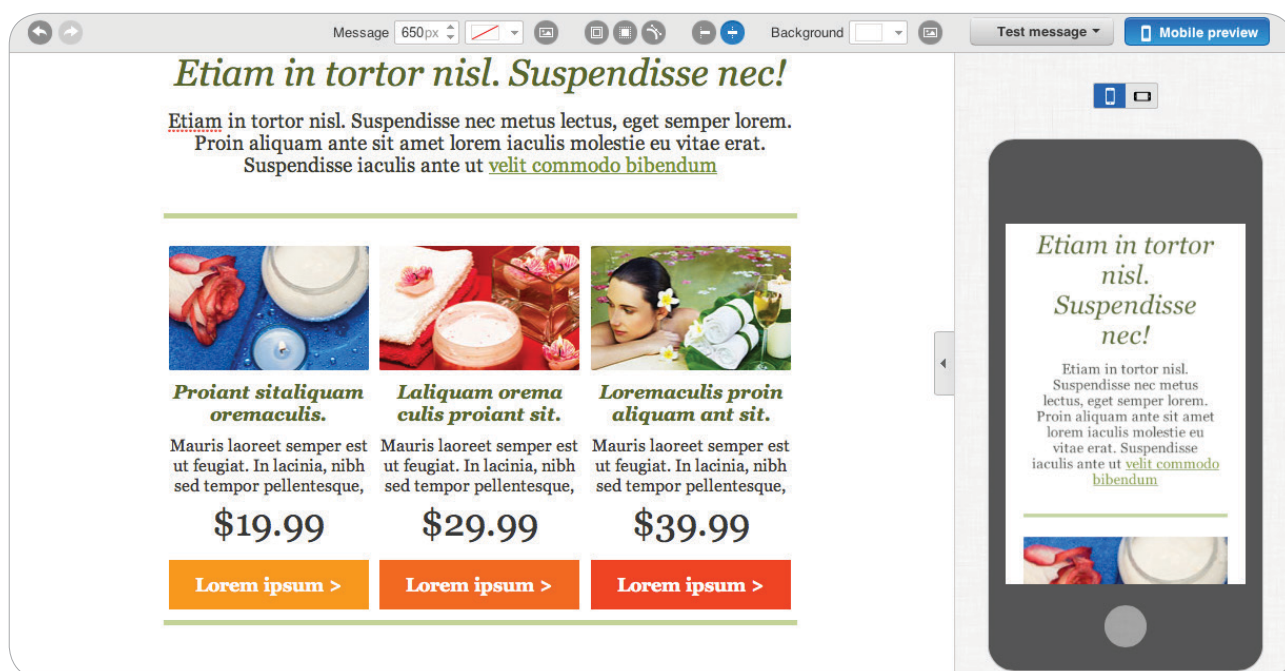 Message 650px Background Test message Mobile preview
Etiam in tortor nisl. Suspendisse nec!
Etiam in tortor nisl. Suspendisse nec metus lectus, eget semper lorem.
Proin aliquam ante sit amet lorem iaculis molestie eu vitae erat.
Suspendisse iaculis ante ut velit commodo bibendum
Proiant sitaliquam
oremaculis.
Mauris laoreet semper est
ut feugiat. In lacinia, nibh
sed tempor pellentesque,
$19.99
Lorem ipsum >
Laliquam orema
culis proiant sit.
Mauris laoreet semper est
ut feugiat. In lacinia, nibh
sed tempor pellentesque,
$29.99
Lorem ipsum >
Loremaculis proin
aliquam ant sit.
Mauris laoreet semper est
ut feugiat. In lacinia, nibh
sed tempor pellentesque,
$39.99
Lorem ipsum >
Etiam in tortor
nisl.
Suspendisse
nec!
Etiam in tortor nisl.
Suspendisse nec metus
lectus, eget semper lorem.
Proin aliquam ante sit amet
lorem iaculis molestie eu
vitae erat. Suspendisse
iaculis ante ut velit commodo
bibendum